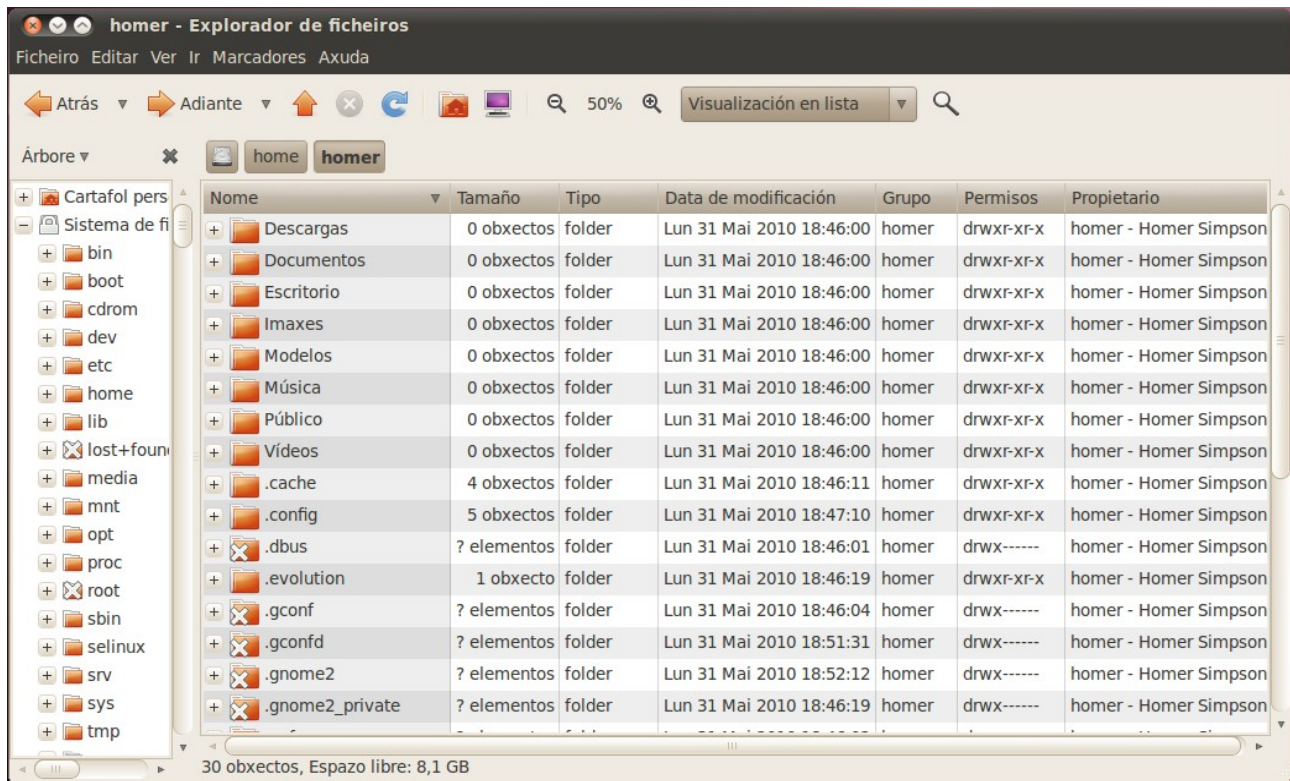 homer - Explorador de ficheiros
Ficheiro Editar Ver Ir Marcadores Axuda
Atrás Adiante 50% Visualización en lista
Árbore home homer
Cartafol pers
Sistema de fi
bin
boot
cdrom
dev
etc
home
lib
lost+foun
media
mnt
opt
proc
root
sbin
selinux
srv
sys
tmp
Nome Tamaño Tipo Data de modificación Grupo Permisos Propietario
Descargas 0 obxectos folder Lun 31 Mai 2010 18:46:00 homer drwxr-xr-x homer - Homer Simpson
Documentos 0 obxectos folder Lun 31 Mai 2010 18:46:00 homer drwxr-xr-x homer - Homer Simpson
Escritorio 0 obxectos folder Lun 31 Mai 2010 18:46:00 homer drwxr-xr-x homer - Homer Simpson
Imaxes 0 obxectos folder Lun 31 Mai 2010 18:46:00 homer drwxr-xr-x homer - Homer Simpson
Modelos 0 obxectos folder Lun 31 Mai 2010 18:46:00 homer drwxr-xr-x homer - Homer Simpson
Música 0 obxectos folder Lun 31 Mai 2010 18:46:00 homer drwxr-xr-x homer - Homer Simpson
Público 0 obxectos folder Lun 31 Mai 2010 18:46:00 homer drwxr-xr-x homer - Homer Simpson
Vídeos 0 obxectos folder Lun 31 Mai 2010 18:46:00 homer drwxr-xr-x homer - Homer Simpson
.cache 4 obxectos folder Lun 31 Mai 2010 18:46:11 homer drwxr-xr-x homer - Homer Simpson
.config 5 obxectos folder Lun 31 Mai 2010 18:47:10 homer drwxr-xr-x homer - Homer Simpson
.dbus ? elementos folder Lun 31 Mai 2010 18:46:01 homer drwx------ homer - Homer Simpson
.evolution 1 obxecto folder Lun 31 Mai 2010 18:46:19 homer drwxr-xr-x homer - Homer Simpson
.gconf ? elementos folder Lun 31 Mai 2010 18:46:04 homer drwx------ homer - Homer Simpson
.gconfd ? elementos folder Lun 31 Mai 2010 18:51:31 homer drwx------ homer - Homer Simpson
.gnome2 ? elementos folder Lun 31 Mai 2010 18:52:12 homer drwx------ homer - Homer Simpson
.gnome2_private ? elementos folder Lun 31 Mai 2010 18:46:19 homer drwx------ homer - Homer Simpson
30 obxectos, Espazo libre: 8,1 GB